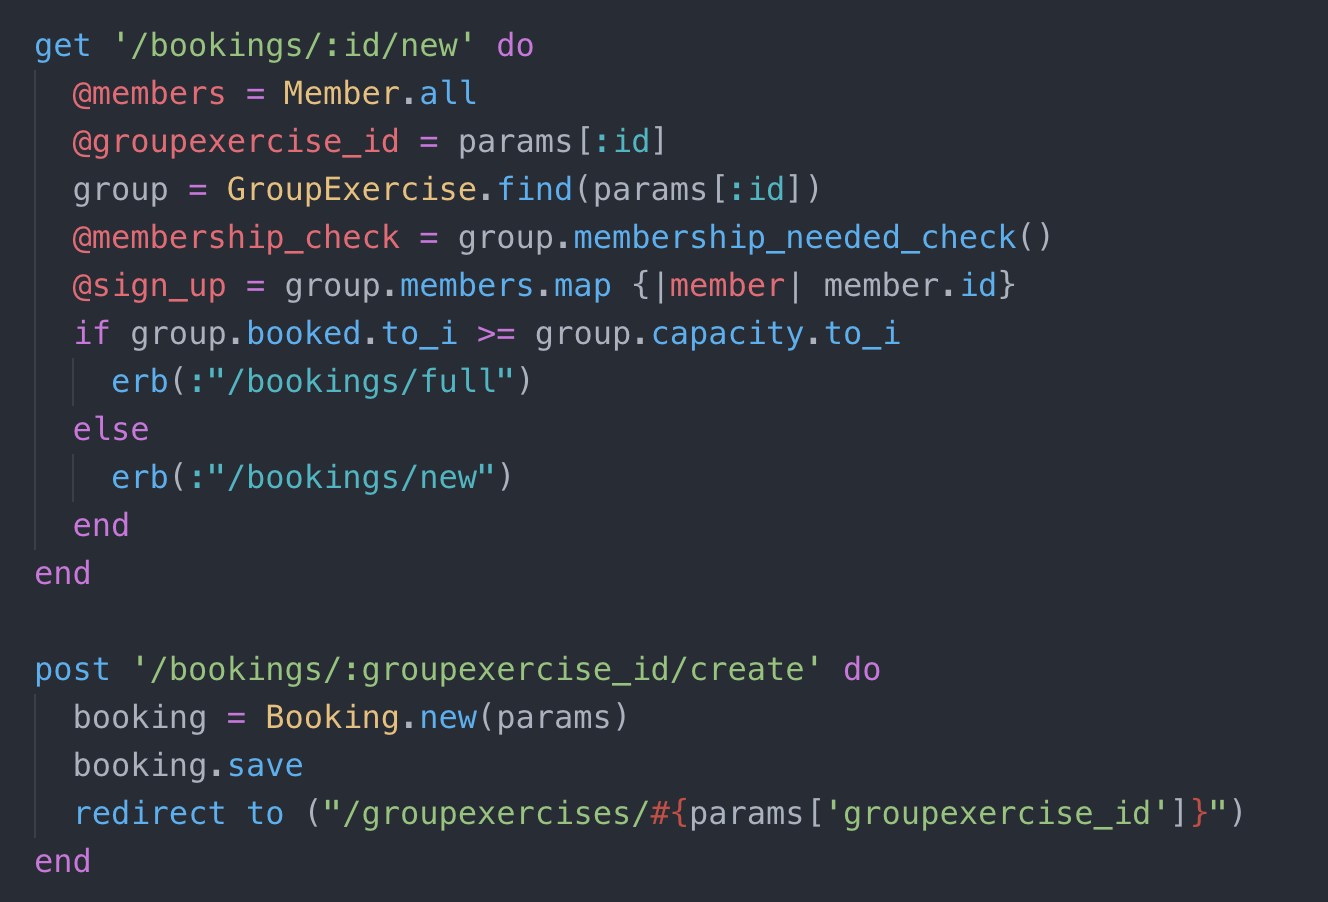 get '/bookings/:id/new' do
  @members = Member.all
  @groupexercise_id = params[:id]
  group = GroupExercise.find(params[:id])
  @membership_check = group.membership_needed_check()
  @sign_up = group.members.map {|member| member.id}
  if group.booked.to_i >= group.capacity.to_i
    erb(:"/bookings/full")
  else
    erb(:"/bookings/new")
  end
end

post '/bookings/:groupexercise_id/create' do
  booking = Booking.new(params)
  booking.save
  redirect to ("/groupexercises/#{params['groupexercise_id']}")
end